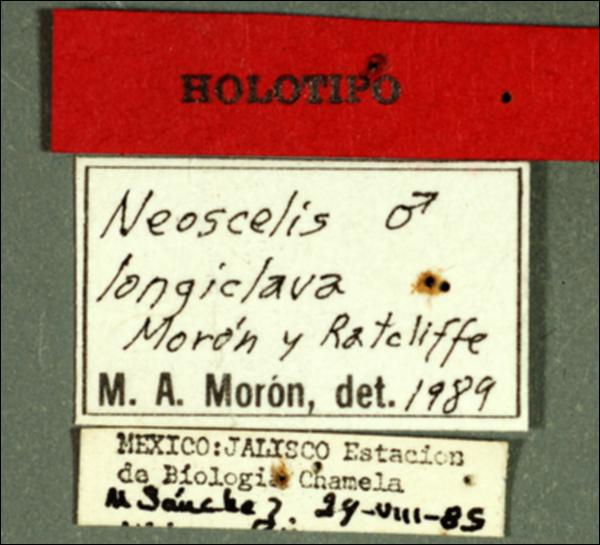 HOLOTIPO
Neoscelis ♂
longiclava
Morón y Ratcliffe
M. A. Morón, det. 1989
MEXICO:JALISCO Estacion
de Biologia Chamela
M Sánchez 29-VIII-85